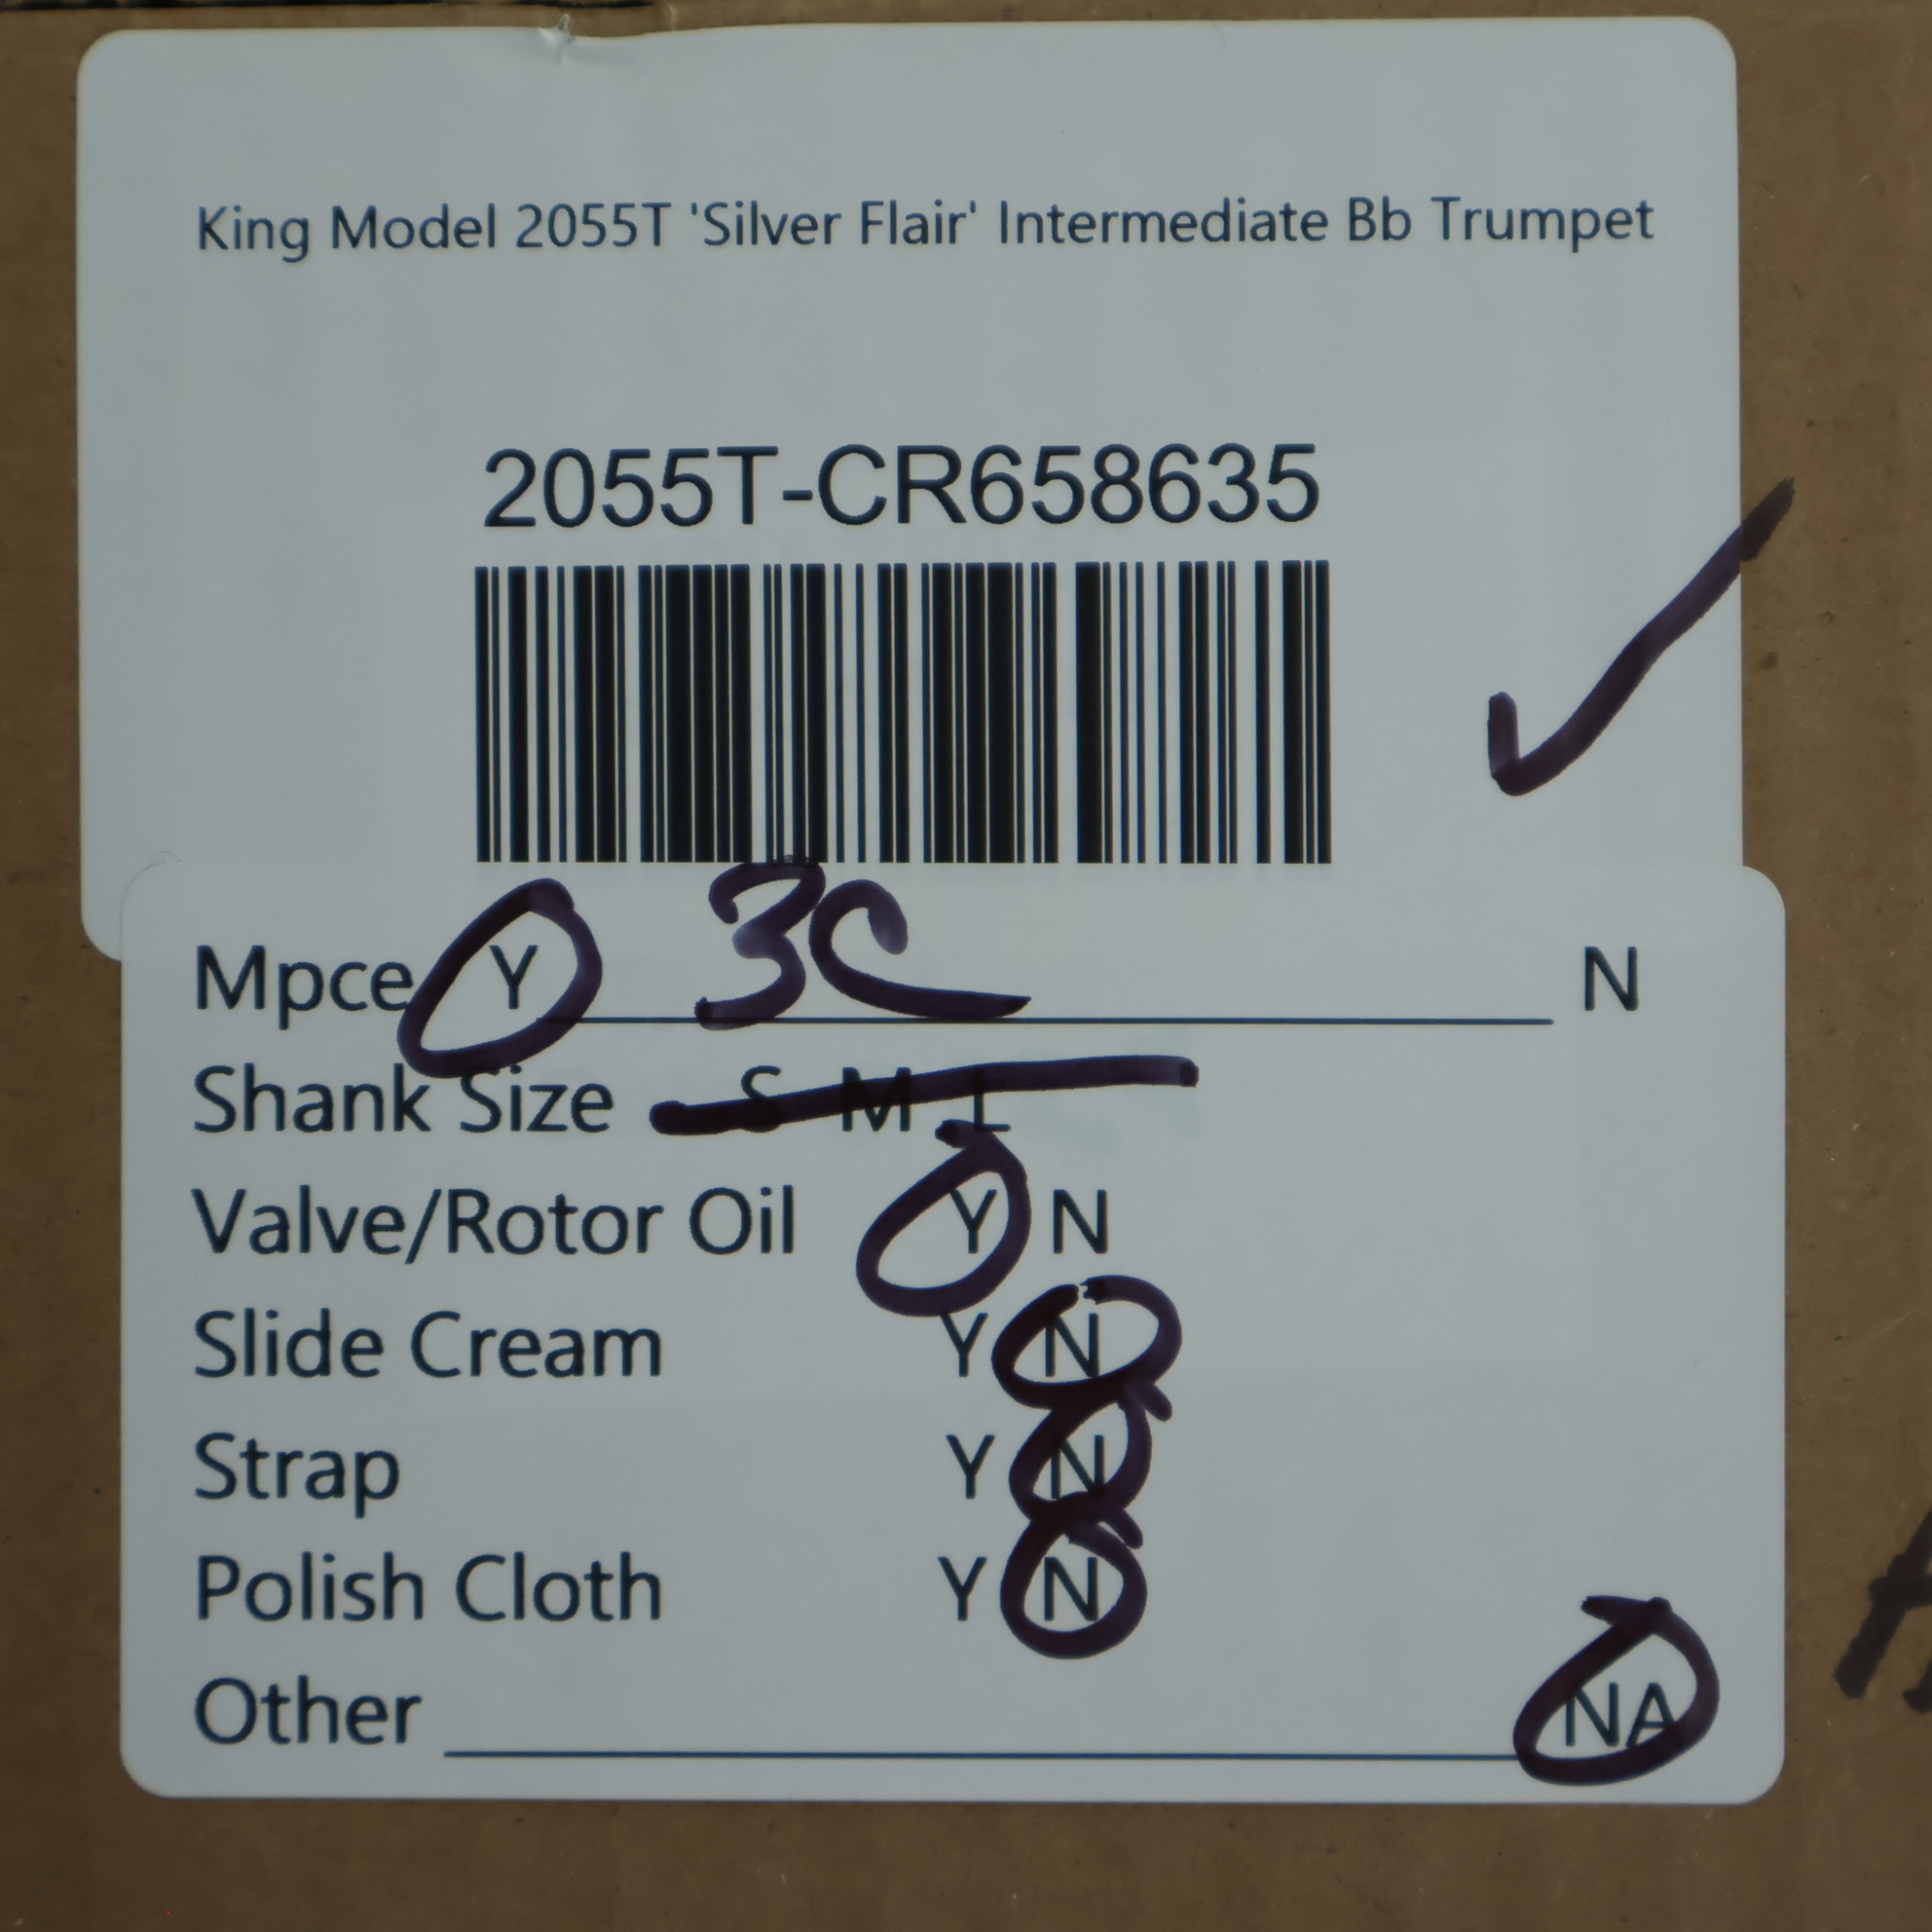 King Model 2055T 'Silver Flair' Intermediate Bb Trumpet
2055T-CR658635
Mpce Y 3C N
Shank Size S M L
Valve/Rotor Oil Y N
Slide Cream Y N
Strap Y N
Polish Cloth Y N
Other NA